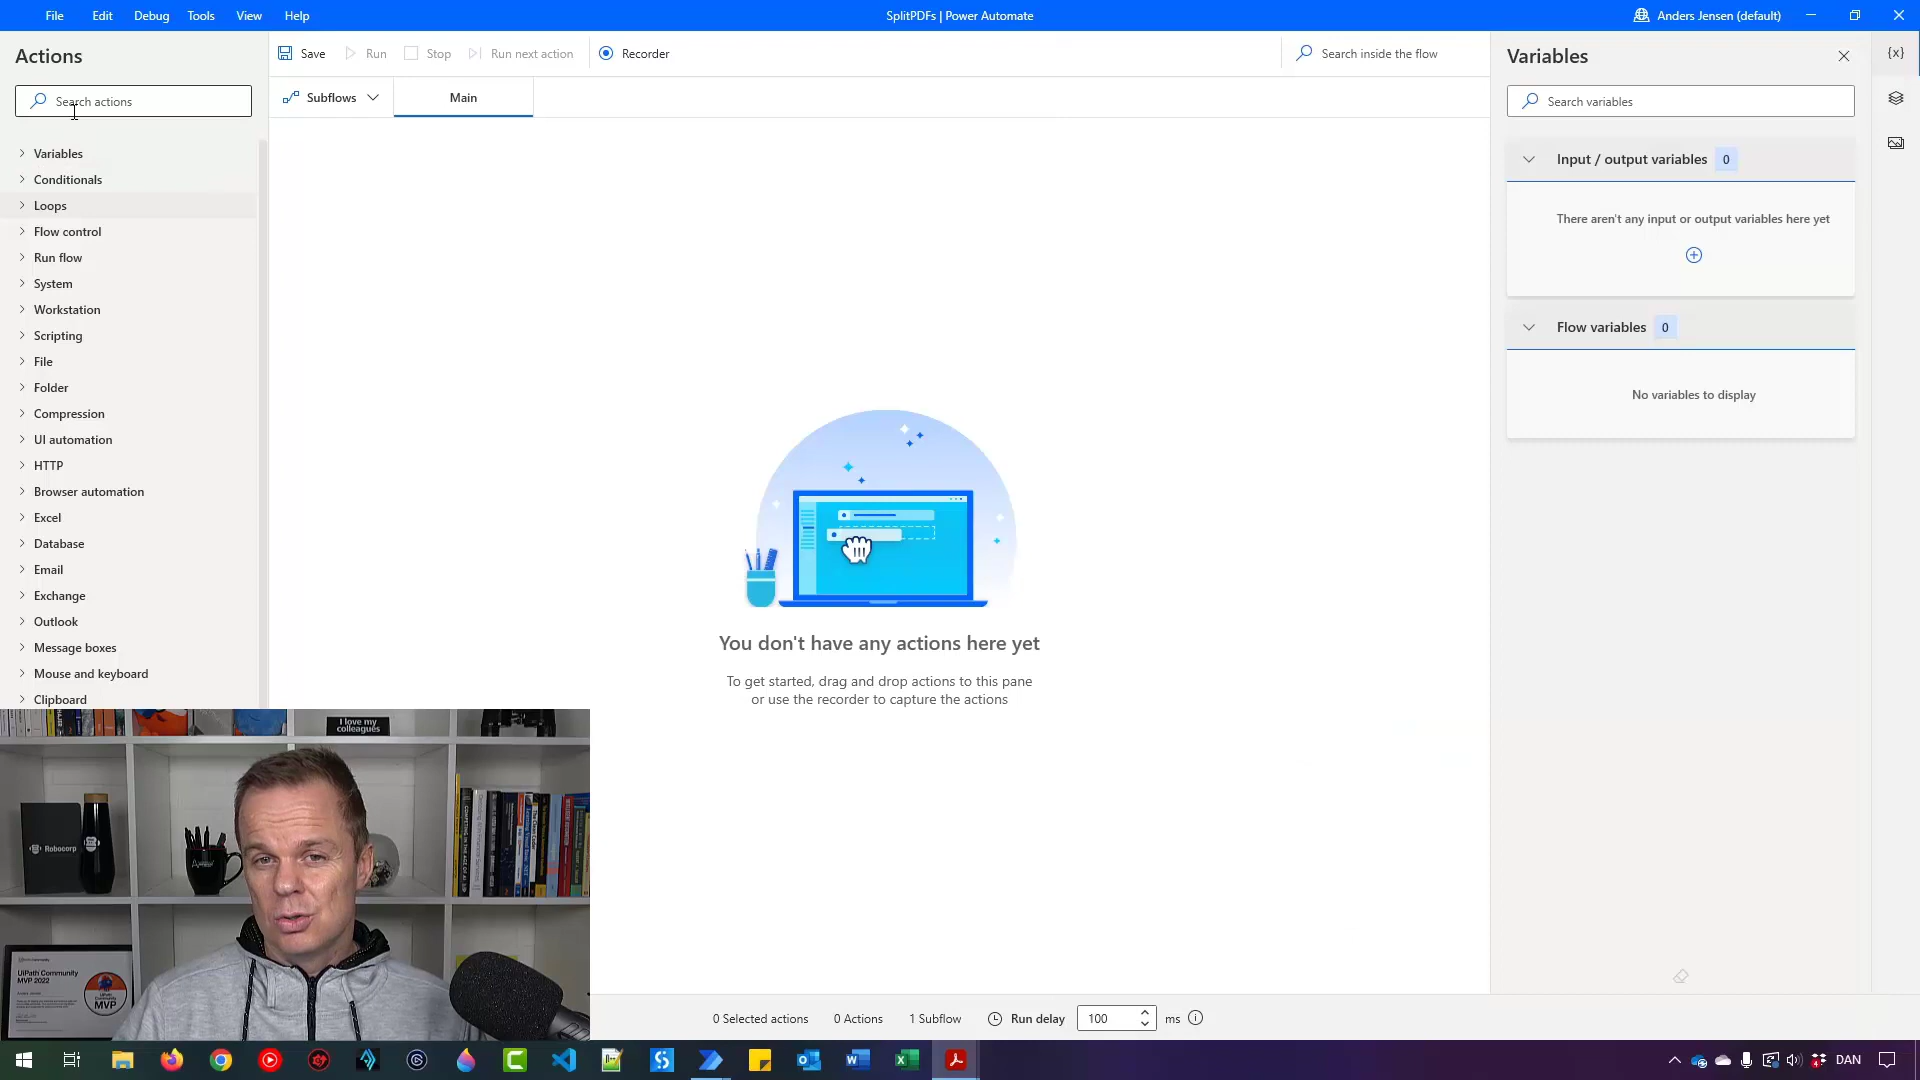 File Edit Debug Tools View Help
SplitPDFs | Power Automate
Anders Jensen (default)
Actions
Search actions
Variables
Conditionals
Loops
Flow control
Run flow
System
Workstation
Scripting
File
Folder
Compression
UI automation
HTTP
Browser automation
Excel
Database
Email
Exchange
Outlook
Message boxes
Mouse and keyboard
Clipboard
Save Run Stop Run next action Recorder
Search inside the flow
Subflows Main
You don't have any actions here yet
To get started, drag and drop actions to this pane
or use the recorder to capture the actions
Variables
{x}
Search variables
Input / output variables 0
There aren't any input or output variables here yet
Flow variables 0
No variables to display
I love my
colleagues
Robocorp
UiPath Community
MVP 2022
MVP
0 Selected actions 0 Actions 1 Subflow Run delay 100 ms
DAN